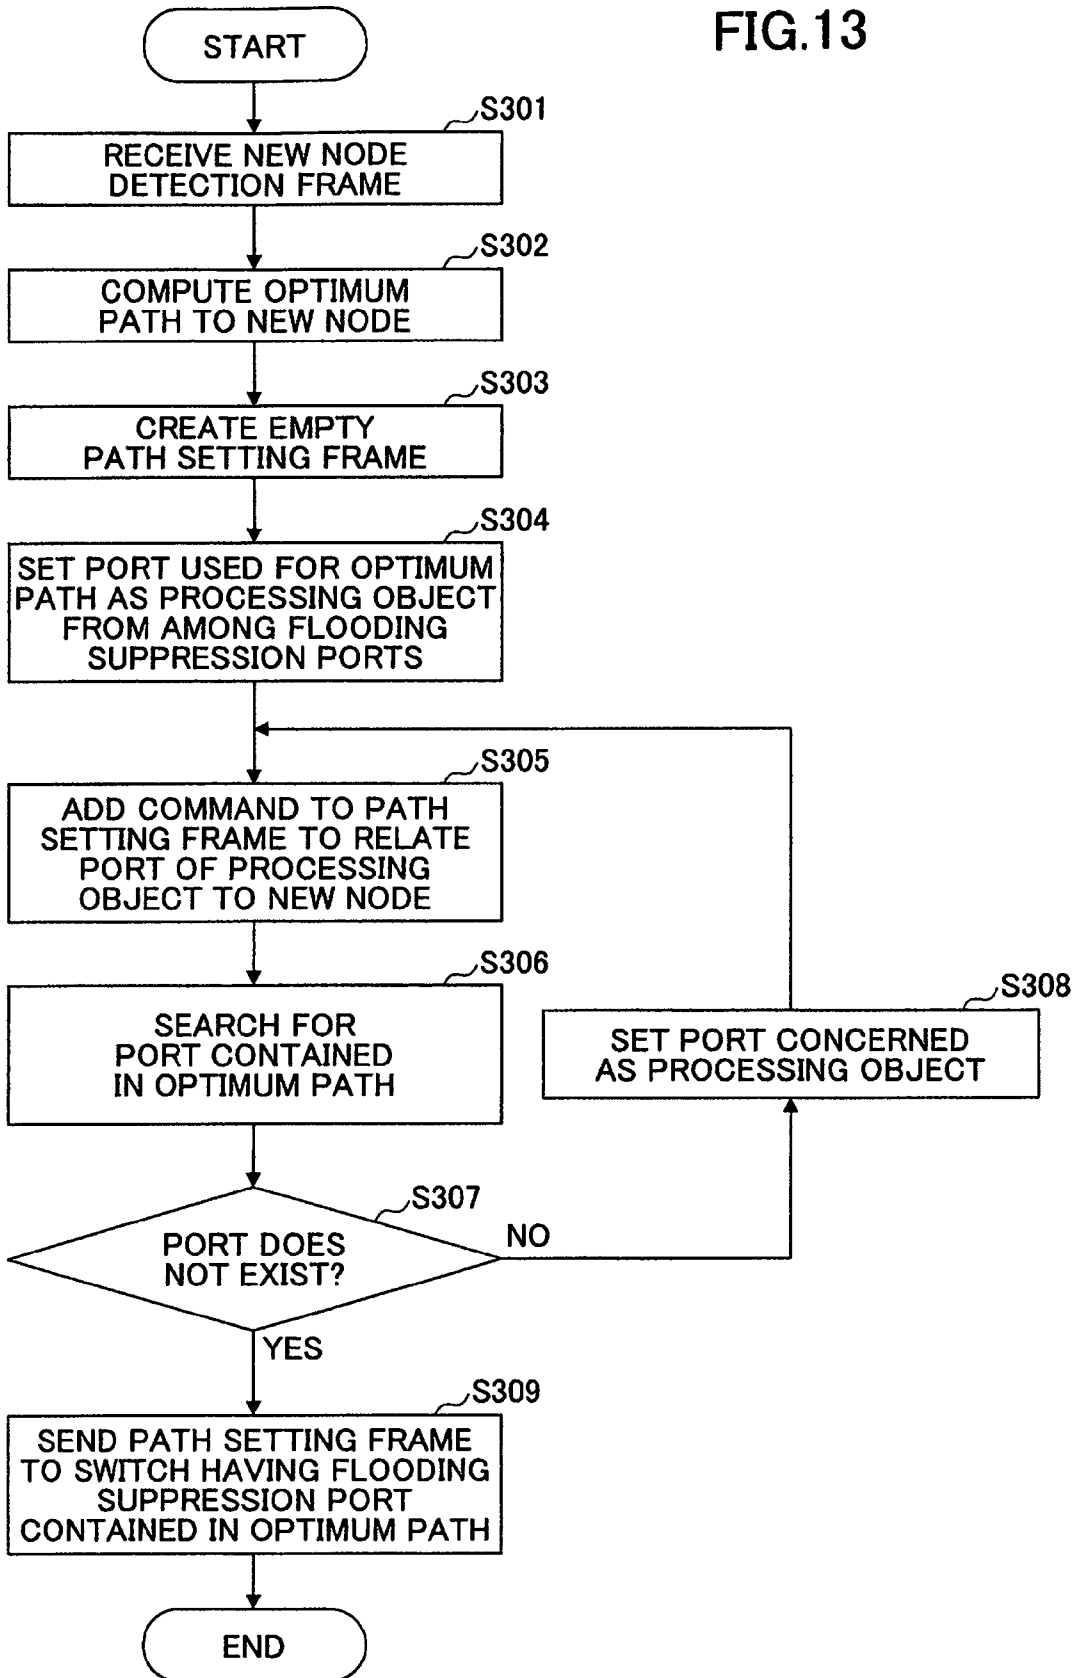 FIG.13
START
S301
RECEIVE NEW NODE
DETECTION FRAME
S302
COMPUTE OPTIMUM
PATH TO NEW NODE
S303
CREATE EMPTY
PATH SETTING FRAME
S304
SET PORT USED FOR OPTIMUM
PATH AS PROCESSING OBJECT
FROM AMONG FLOODING
SUPPRESSION PORTS
S305
ADD COMMAND TO PATH
SETTING FRAME TO RELATE
PORT OF PROCESSING
OBJECT TO NEW NODE
S306
SEARCH FOR
PORT CONTAINED
IN OPTIMUM PATH
S308
SET PORT CONCERNED
AS PROCESSING OBJECT
S307
PORT DOES
NOT EXIST?
NO
YES
S309
SEND PATH SETTING FRAME
TO SWITCH HAVING FLOODING
SUPPRESSION PORT
CONTAINED IN OPTIMUM PATH
END